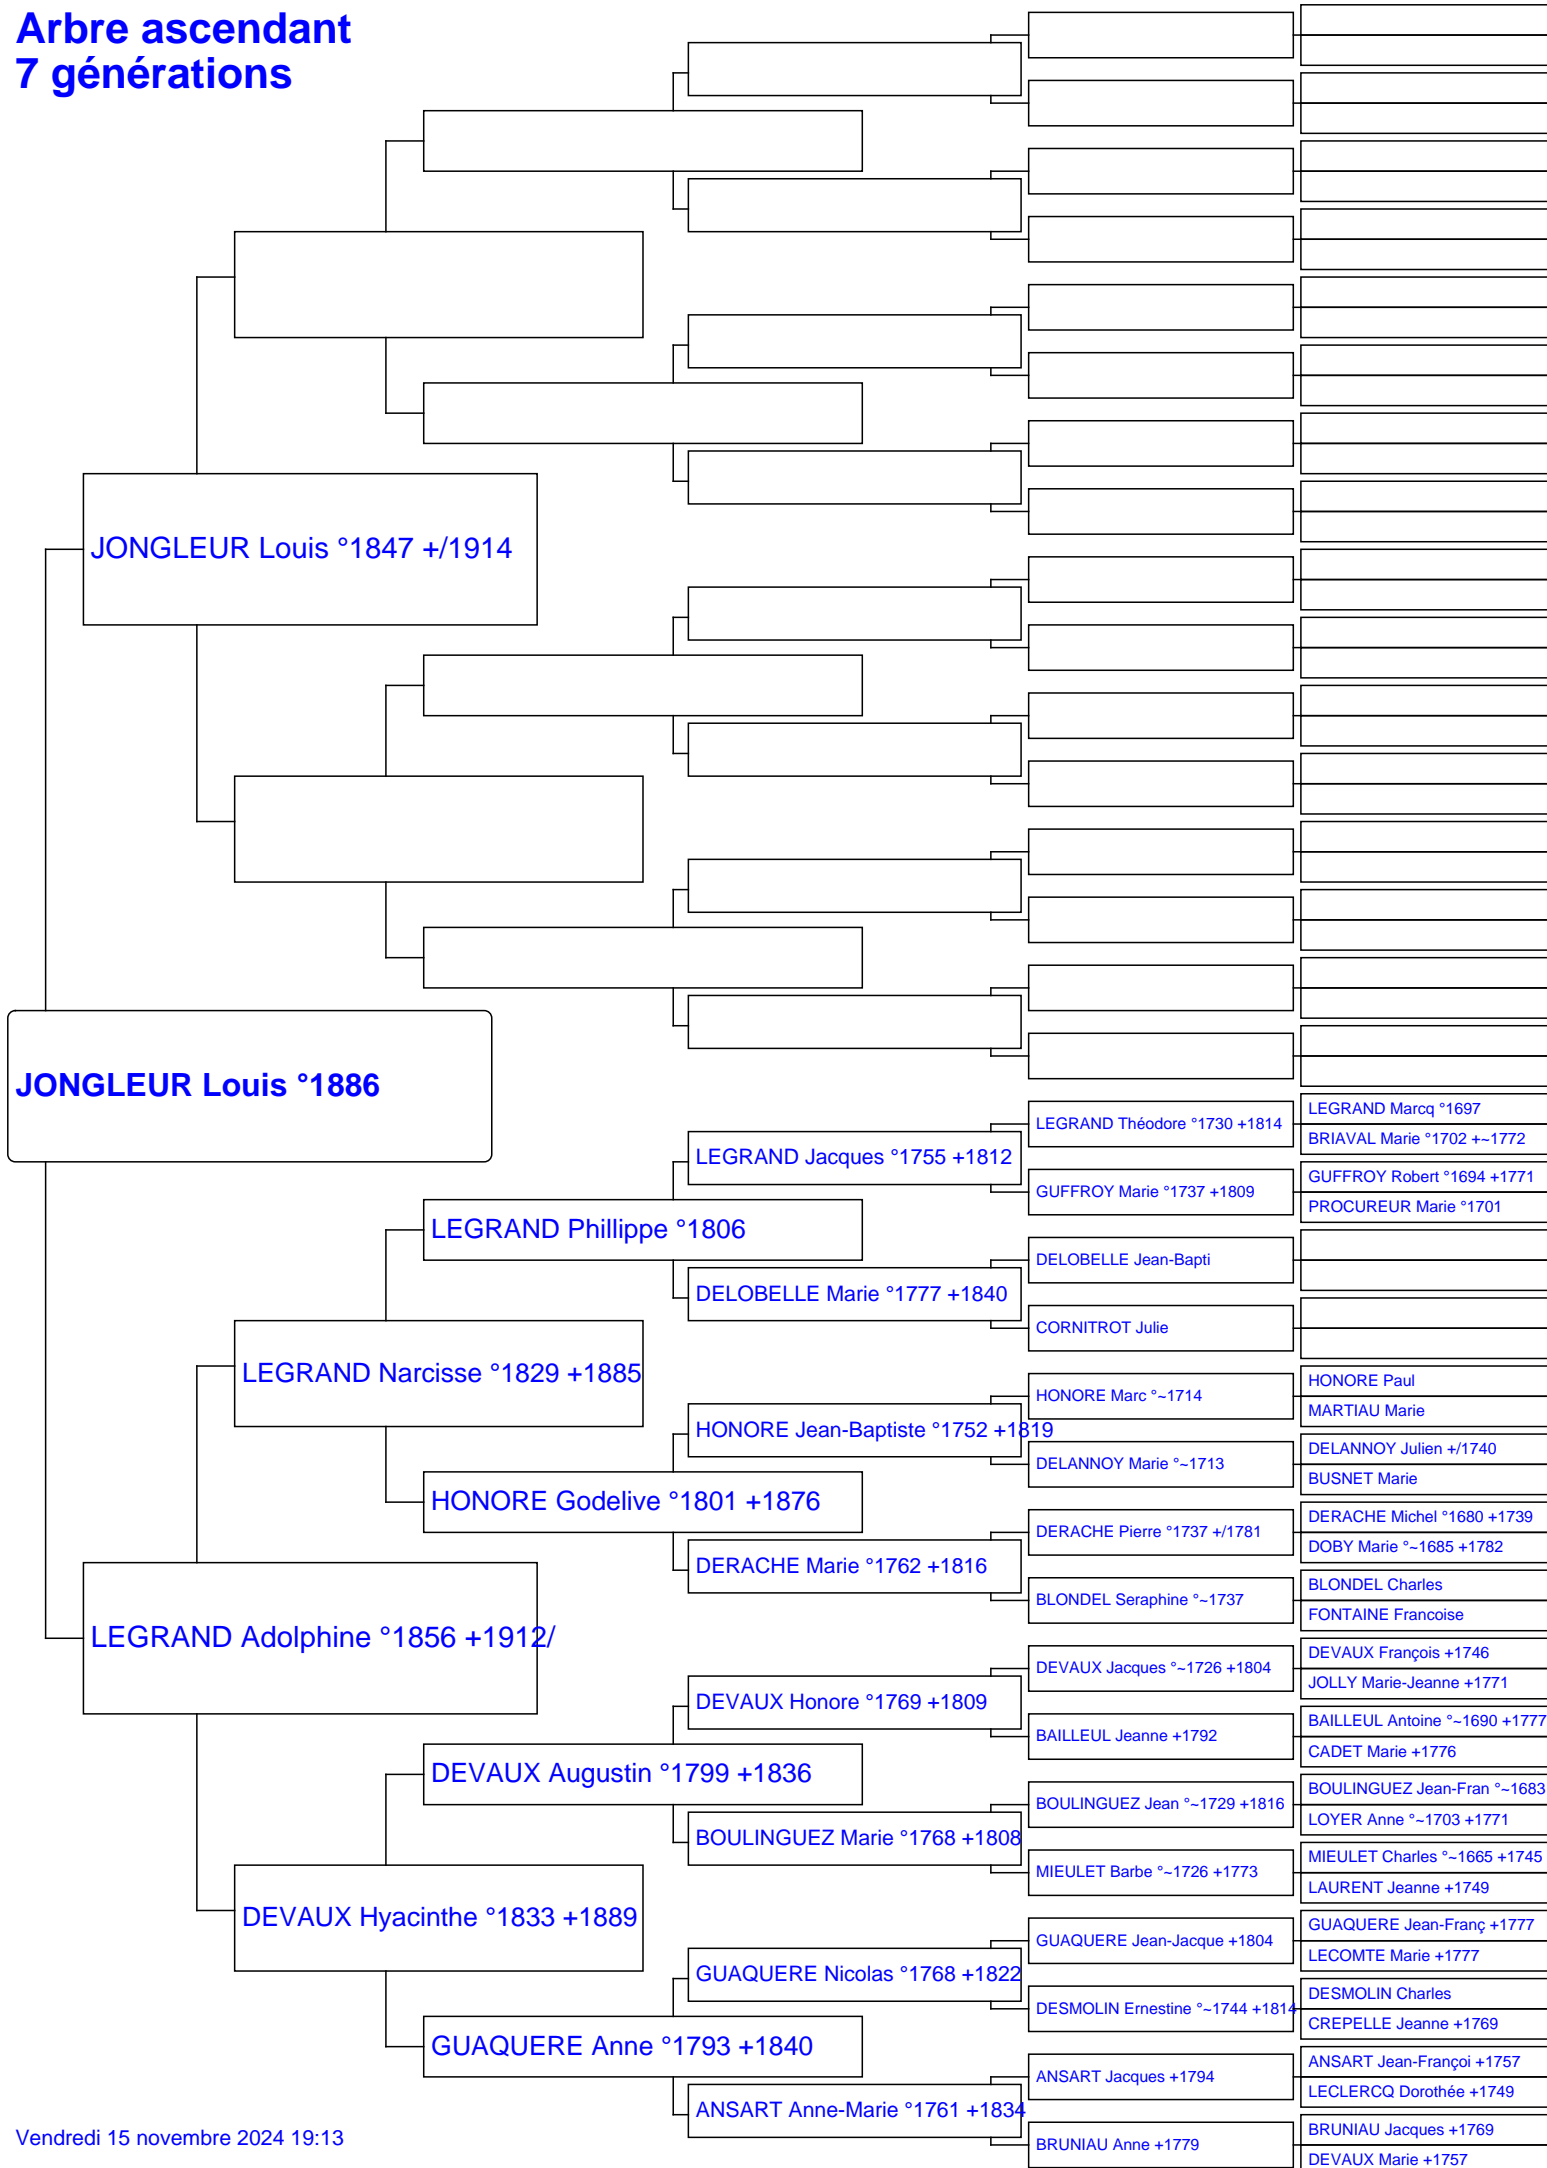 Arbre ascendant
7 générations
JONGLEUR Louis °1847 +/1914
JONGLEUR Louis °1886
LEGRAND Théodore °1730 +1814
LEGRAND Marcq °1697
BRIAVAL Marie °1702 +~1772
LEGRAND Jacques °1755 +1812
GUFFROY Marie °1737 +1809
GUFFROY Robert °1694 +1771
PROCUREUR Marie °1701
LEGRAND Phillippe °1806
DELOBELLE Jean-Bapti
DELOBELLE Marie °1777 +1840
CORNITROT Julie
LEGRAND Narcisse °1829 +1885
HONORE Marc °~1714
HONORE Paul
MARTIAU Marie
HONORE Jean-Baptiste °1752 +1819
DELANNOY Marie °~1713
DELANNOY Julien +/1740
BUSNET Marie
HONORE Godelive °1801 +1876
DERACHE Pierre °1737 +/1781
DERACHE Michel °1680 +1739
DOBY Marie °~1685 +1782
DERACHE Marie °1762 +1816
BLONDEL Seraphine °~1737
BLONDEL Charles
FONTAINE Francoise
LEGRAND Adolphine °1856 +1912/
DEVAUX Jacques °~1726 +1804
DEVAUX François +1746
JOLLY Marie-Jeanne +1771
DEVAUX Honore °1769 +1809
BAILLEUL Jeanne +1792
BAILLEUL Antoine °~1690 +1777
CADET Marie +1776
DEVAUX Augustin °1799 +1836
BOULINGUEZ Jean °~1729 +1816
BOULINGUEZ Jean-Fran °~1683
LOYER Anne °~1703 +1771
BOULINGUEZ Marie °1768 +1808
MIEULET Barbe °~1726 +1773
MIEULET Charles °~1665 +1745
LAURENT Jeanne +1749
DEVAUX Hyacinthe °1833 +1889
GUAQUERE Jean-Jacque +1804
GUAQUERE Jean-Franç +1777
LECOMTE Marie +1777
GUAQUERE Nicolas °1768 +1822
DESMOLIN Ernestine °~1744 +1814
DESMOLIN Charles
CREPELLE Jeanne +1769
GUAQUERE Anne °1793 +1840
ANSART Jacques +1794
ANSART Jean-Françoi +1757
LECLERCQ Dorothée +1749
ANSART Anne-Marie °1761 +1834
BRUNIAU Anne +1779
BRUNIAU Jacques +1769
DEVAUX Marie +1757
Vendredi 15 novembre 2024 19:13